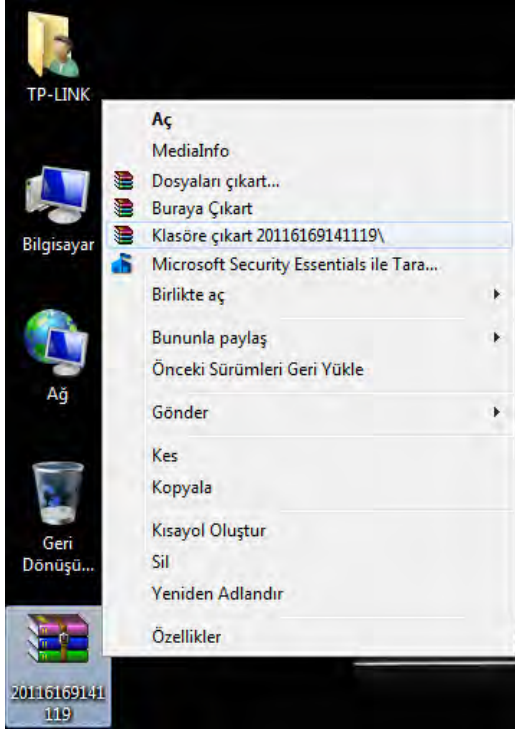 TP-LINK
Bilgisayar
Ağ
Geri
Dönüşü...
20116169141
119
Aç
MediaInfo
Dosyaları çıkart...
Buraya Çıkart
Klasöre çıkart 20116169141119\
Microsoft Security Essentials ile Tara...
Birlikte aç
Bununla paylaş
Önceki Sürümleri Geri Yükle
Gönder
Kes
Kopyala
Kısayol Oluştur
Sil
Yeniden Adlandır
Özellikler